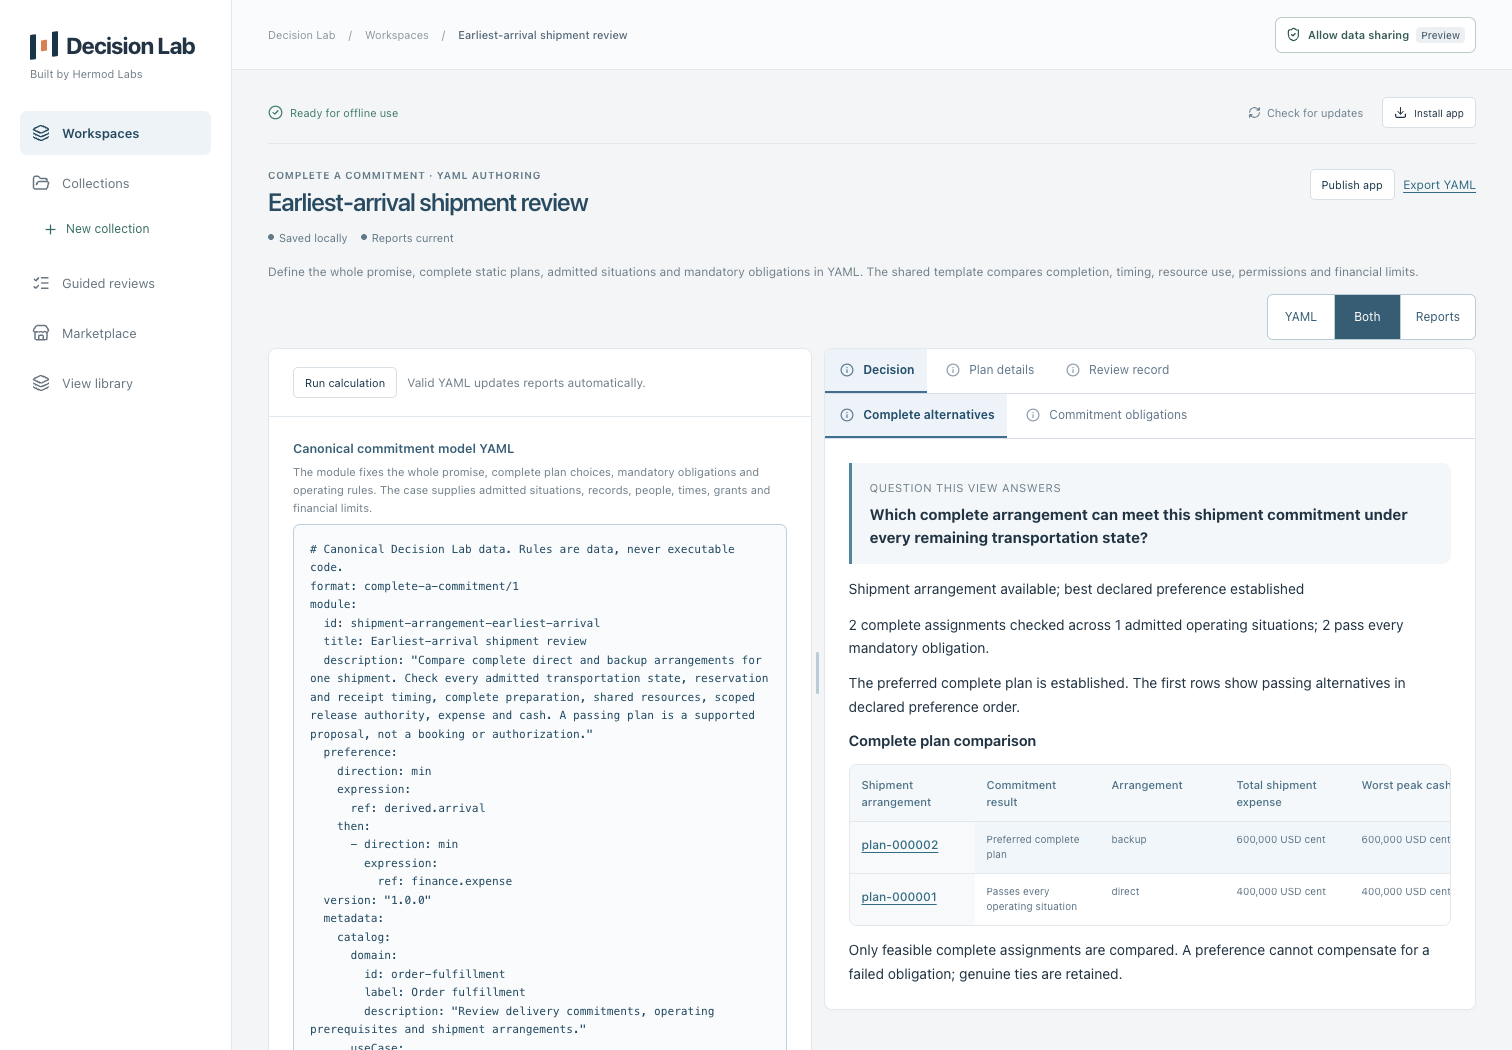 Decision Lab
Built by Hermod Labs
Workspaces
Collections
New collection
Guided reviews
Marketplace
View library
Decision Lab / Workspaces / Earliest-arrival shipment review
Allow data sharing Preview
Ready for offline use
Check for updates
Install app
COMPLETE A COMMITMENT · YAML AUTHORING
Earliest-arrival shipment review
Publish app
Export YAML
Saved locally
Reports current
Define the whole promise, complete static plans, admitted situations and mandatory obligations in YAML. The shared template compares completion, timing, resource use, permissions and financial limits.
YAML
Both
Reports
Run calculation
Valid YAML updates reports automatically.
Canonical commitment model YAML
The module fixes the whole promise, complete plan choices, mandatory obligations and
operating rules. The case supplies admitted situations, records, people, times, grants and
financial limits.
# Canonical Decision Lab data. Rules are data, never executable
code.
format: complete-a-commitment/1
module:
  id: shipment-arrangement-earliest-arrival
  title: Earliest-arrival shipment review
  description: "Compare complete direct and backup arrangements for
one shipment. Check every admitted transportation state, reservation
and receipt timing, complete preparation, shared resources, scoped
release authority, expense and cash. A passing plan is a supported
proposal, not a booking or authorization."
  preference:
    direction: min
    expression:
      ref: derived.arrival
    then:
      - direction: min
        expression:
          ref: finance.expense
  version: "1.0.0"
  metadata:
    catalog:
      domain:
        id: order-fulfillment
        label: Order fulfillment
        description: "Review delivery commitments, operating
prerequisites and shipment arrangements."
      useCase:
Decision
Plan details
Review record
Complete alternatives
Commitment obligations
QUESTION THIS VIEW ANSWERS
Which complete arrangement can meet this shipment commitment under
every remaining transportation state?
Shipment arrangement available; best declared preference established
2 complete assignments checked across 1 admitted operating situations; 2 pass every
mandatory obligation.
The preferred complete plan is established. The first rows show passing alternatives in
declared preference order.
Complete plan comparison
Shipment arrangement
Commitment result
Arrangement
Total shipment expense
Worst peak cash
plan-000002
Preferred complete plan
backup
600,000 USD cent
600,000 USD cent
plan-000001
Passes every operating situation
direct
400,000 USD cent
400,000 USD cent
Only feasible complete assignments are compared. A preference cannot compensate for a
failed obligation; genuine ties are retained.